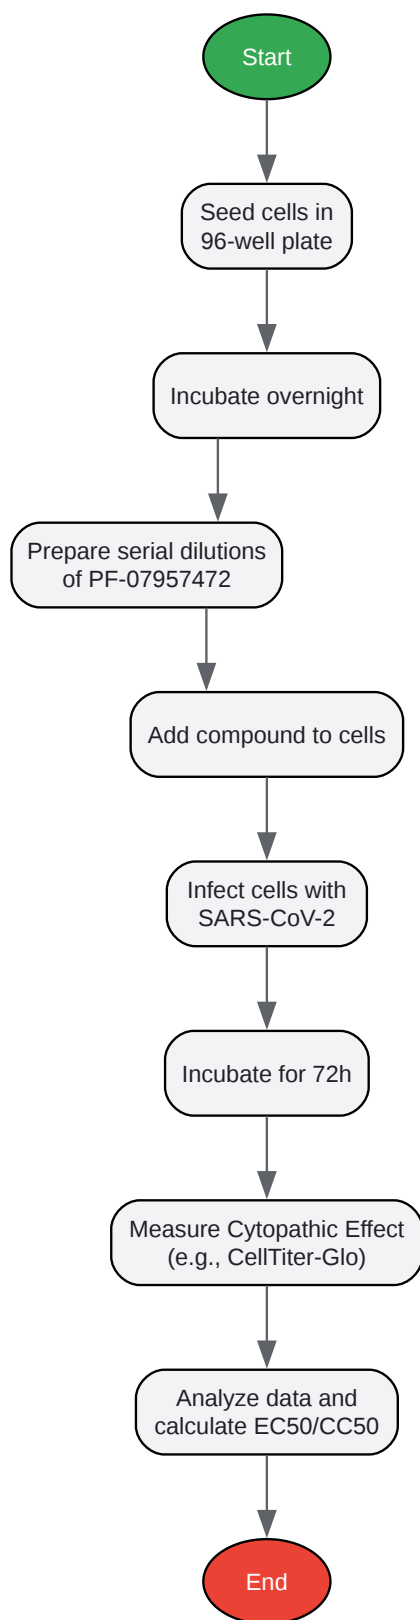 Start
Seed cells in
96-well plate
Incubate overnight
Prepare serial dilutions
of PF-07957472
Add compound to cells
Infect cells with
SARS-CoV-2
Incubate for 72h
Measure Cytopathic Effect
(e.g., CellTiter-Glo)
Analyze data and
calculate EC50/CC50
End